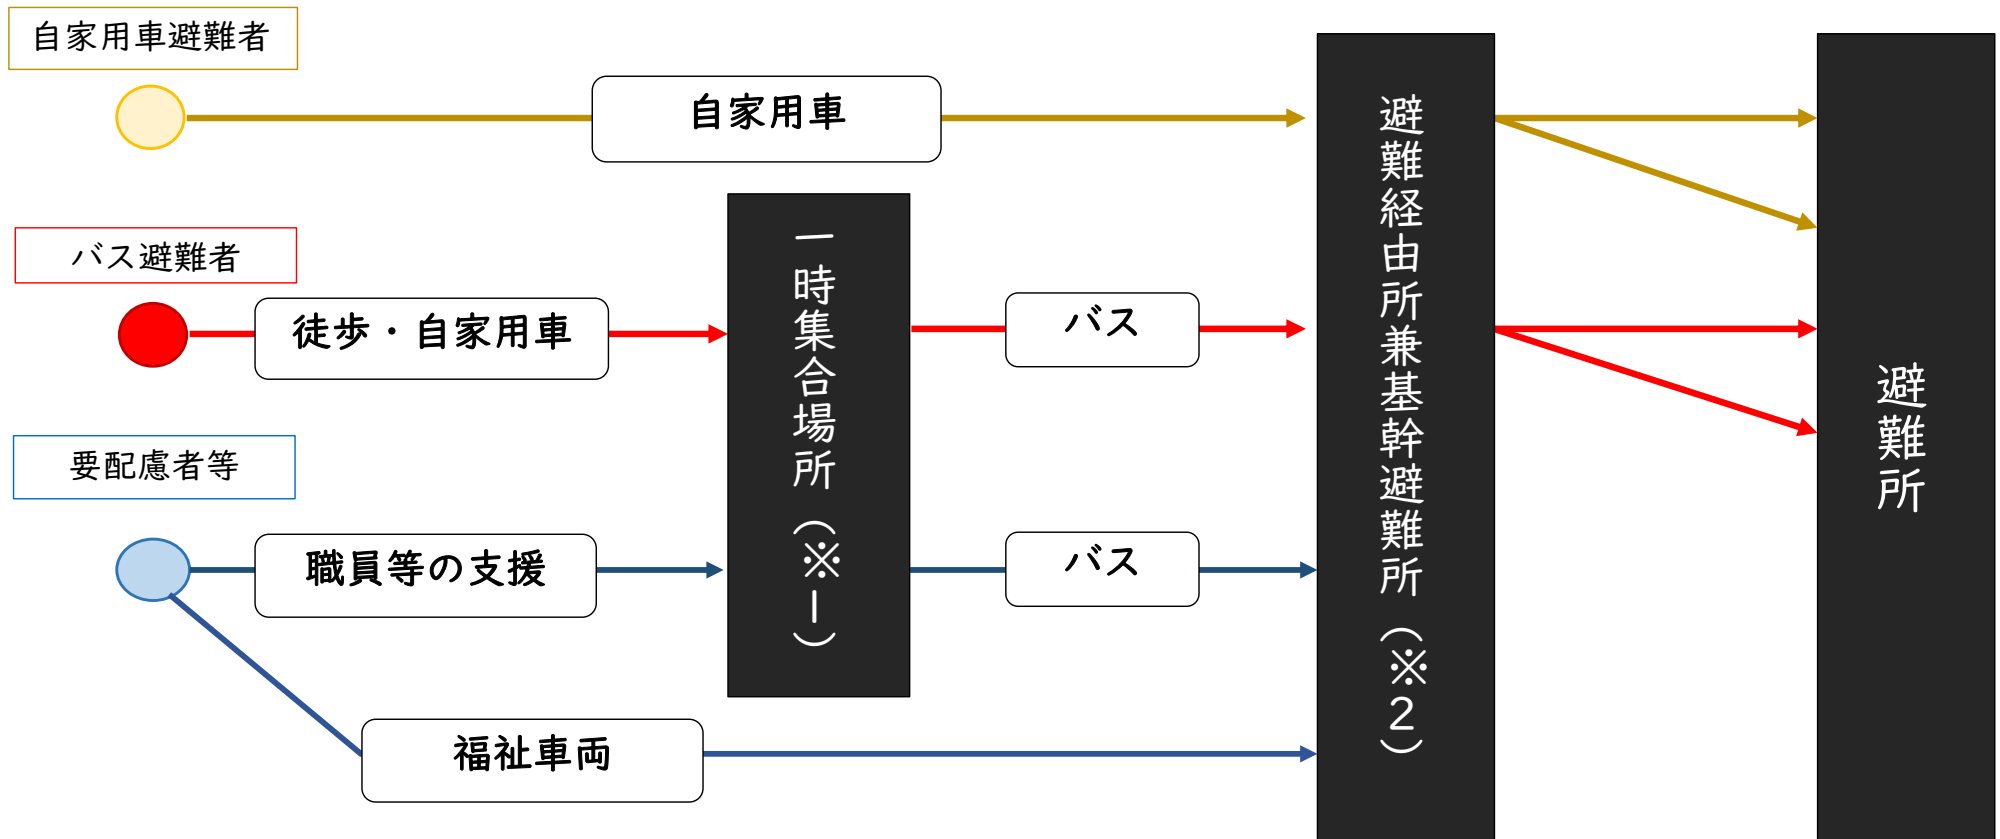 自家用車避難者
自家用車
バス避難者
徒歩・自家用車
一時集合場所(※1)
バス
要配慮者等
職員等の支援
バス
福祉車両
避難経由所兼基幹避難所(※2)
避難所